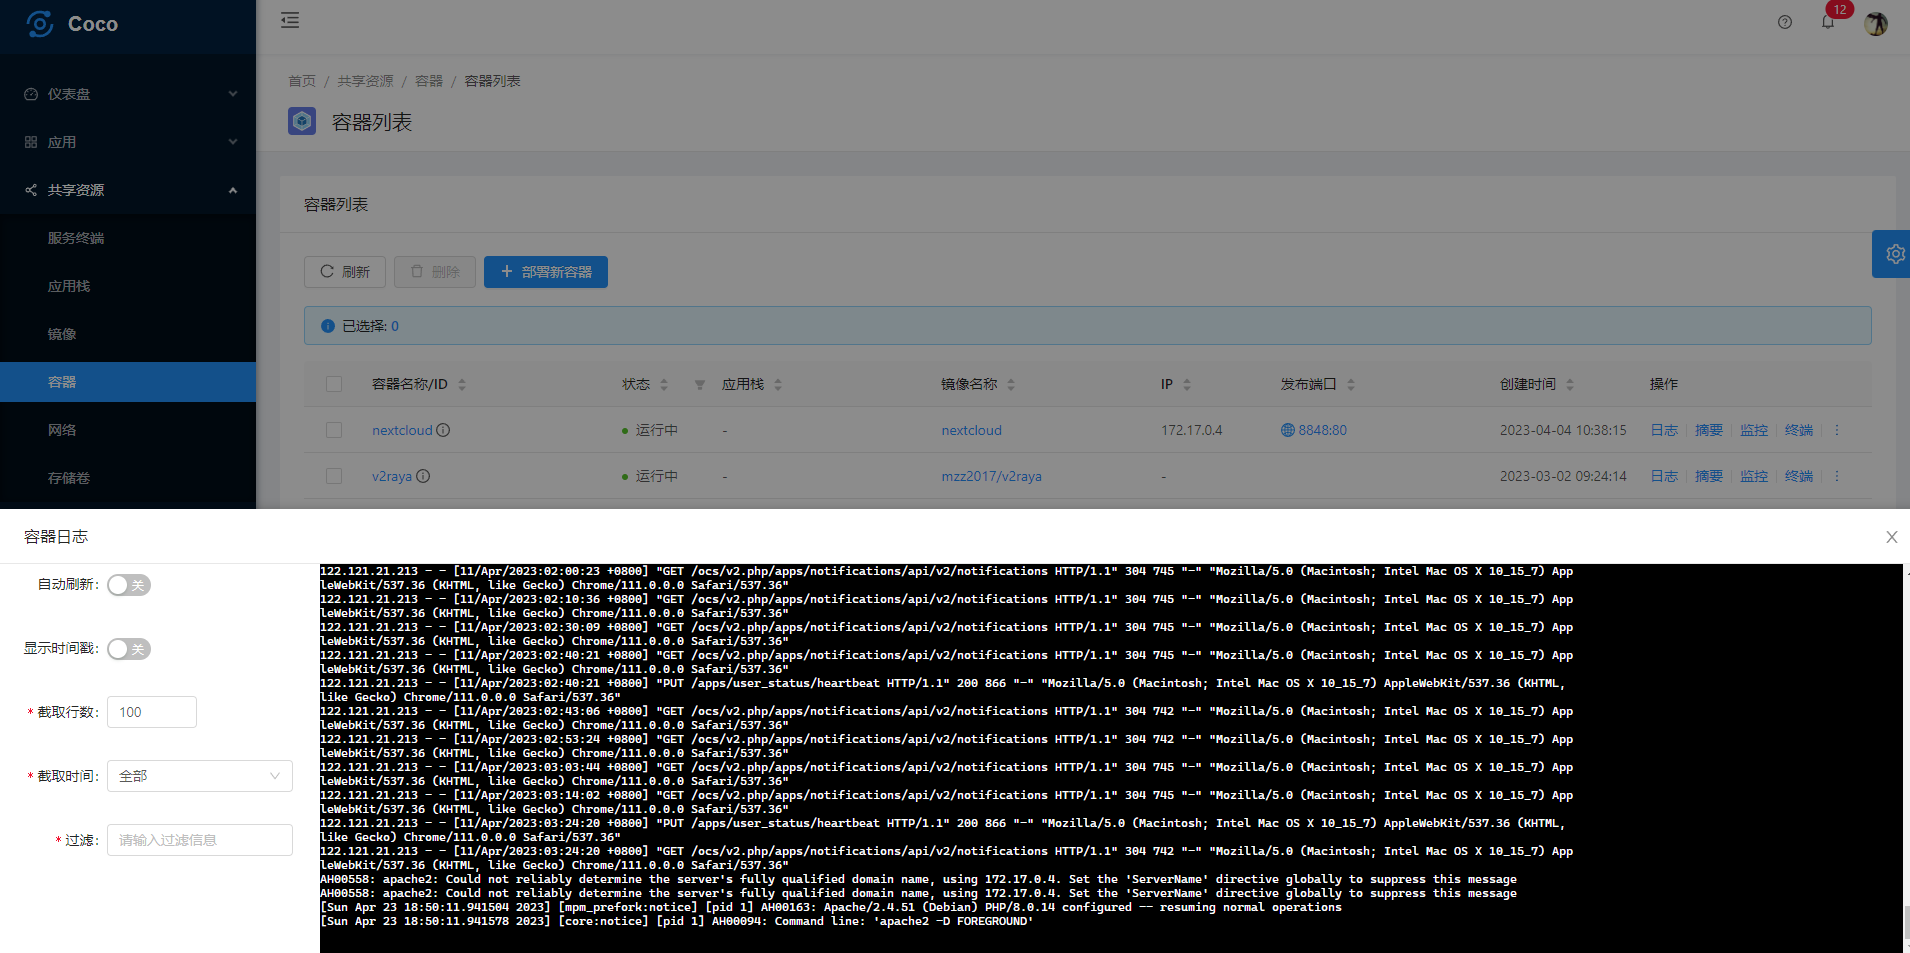 Coco
12
仪表盘
应用
共享资源
服务终端
应用栈
镜像
容器
网络
存储卷
首页 / 共享资源 / 容器 / 容器列表
容器列表
容器列表
刷新 删除 + 部署新容器
已选择: 0
容器名称/ID 状态 应用栈 镜像名称 IP 发布端口 创建时间 操作
nextcloud 运行中 - nextcloud 172.17.0.4 8848:80 2023-04-04 10:38:15 日志 摘要 监控 终端
v2raya 运行中 - mzz2017/v2raya - 2023-03-02 09:24:14 日志 摘要 监控 终端
容器日志
自动刷新: 关
显示时间戳: 关
* 截取行数: 100
* 截取时间: 全部
* 过滤: 请输入过滤信息
122.121.21.213 - - [11/Apr/2023:02:00:23 +0800] "GET /ocs/v2.php/apps/notifications/api/v2/notifications HTTP/1.1" 304 745 "-" "Mozilla/5.0 (Macintosh; Intel Mac OS X 10_15_7) App
leWebKit/537.36 (KHTML, like Gecko) Chrome/111.0.0.0 Safari/537.36"
122.121.21.213 - - [11/Apr/2023:02:10:36 +0800] "GET /ocs/v2.php/apps/notifications/api/v2/notifications HTTP/1.1" 304 745 "-" "Mozilla/5.0 (Macintosh; Intel Mac OS X 10_15_7) App
leWebKit/537.36 (KHTML, like Gecko) Chrome/111.0.0.0 Safari/537.36"
122.121.21.213 - - [11/Apr/2023:02:30:09 +0800] "GET /ocs/v2.php/apps/notifications/api/v2/notifications HTTP/1.1" 304 745 "-" "Mozilla/5.0 (Macintosh; Intel Mac OS X 10_15_7) App
leWebKit/537.36 (KHTML, like Gecko) Chrome/111.0.0.0 Safari/537.36"
122.121.21.213 - - [11/Apr/2023:02:40:21 +0800] "GET /ocs/v2.php/apps/notifications/api/v2/notifications HTTP/1.1" 304 745 "-" "Mozilla/5.0 (Macintosh; Intel Mac OS X 10_15_7) App
leWebKit/537.36 (KHTML, like Gecko) Chrome/111.0.0.0 Safari/537.36"
122.121.21.213 - - [11/Apr/2023:02:40:21 +0800] "PUT /apps/user_status/heartbeat HTTP/1.1" 200 866 "-" "Mozilla/5.0 (Macintosh; Intel Mac OS X 10_15_7) AppleWebKit/537.36 (KHTML,
like Gecko) Chrome/111.0.0.0 Safari/537.36"
122.121.21.213 - - [11/Apr/2023:02:43:06 +0800] "GET /ocs/v2.php/apps/notifications/api/v2/notifications HTTP/1.1" 304 742 "-" "Mozilla/5.0 (Macintosh; Intel Mac OS X 10_15_7) App
leWebKit/537.36 (KHTML, like Gecko) Chrome/111.0.0.0 Safari/537.36"
122.121.21.213 - - [11/Apr/2023:02:53:24 +0800] "GET /ocs/v2.php/apps/notifications/api/v2/notifications HTTP/1.1" 304 742 "-" "Mozilla/5.0 (Macintosh; Intel Mac OS X 10_15_7) App
leWebKit/537.36 (KHTML, like Gecko) Chrome/111.0.0.0 Safari/537.36"
122.121.21.213 - - [11/Apr/2023:03:03:44 +0800] "GET /ocs/v2.php/apps/notifications/api/v2/notifications HTTP/1.1" 304 745 "-" "Mozilla/5.0 (Macintosh; Intel Mac OS X 10_15_7) App
leWebKit/537.36 (KHTML, like Gecko) Chrome/111.0.0.0 Safari/537.36"
122.121.21.213 - - [11/Apr/2023:03:14:02 +0800] "GET /ocs/v2.php/apps/notifications/api/v2/notifications HTTP/1.1" 304 745 "-" "Mozilla/5.0 (Macintosh; Intel Mac OS X 10_15_7) App
leWebKit/537.36 (KHTML, like Gecko) Chrome/111.0.0.0 Safari/537.36"
122.121.21.213 - - [11/Apr/2023:03:24:20 +0800] "PUT /apps/user_status/heartbeat HTTP/1.1" 200 866 "-" "Mozilla/5.0 (Macintosh; Intel Mac OS X 10_15_7) AppleWebKit/537.36 (KHTML,
like Gecko) Chrome/111.0.0.0 Safari/537.36"
122.121.21.213 - - [11/Apr/2023:03:24:20 +0800] "GET /ocs/v2.php/apps/notifications/api/v2/notifications HTTP/1.1" 304 742 "-" "Mozilla/5.0 (Macintosh; Intel Mac OS X 10_15_7) App
leWebKit/537.36 (KHTML, like Gecko) Chrome/111.0.0.0 Safari/537.36"
AH00558: apache2: Could not reliably determine the server's fully qualified domain name, using 172.17.0.4. Set the 'ServerName' directive globally to suppress this message
AH00558: apache2: Could not reliably determine the server's fully qualified domain name, using 172.17.0.4. Set the 'ServerName' directive globally to suppress this message
[Sun Apr 23 18:50:11.941504 2023] [mpm_prefork:notice] [pid 1] AH00163: Apache/2.4.51 (Debian) PHP/8.0.14 configured -- resuming normal operations
[Sun Apr 23 18:50:11.941578 2023] [core:notice] [pid 1] AH00094: Command line: 'apache2 -D FOREGROUND'